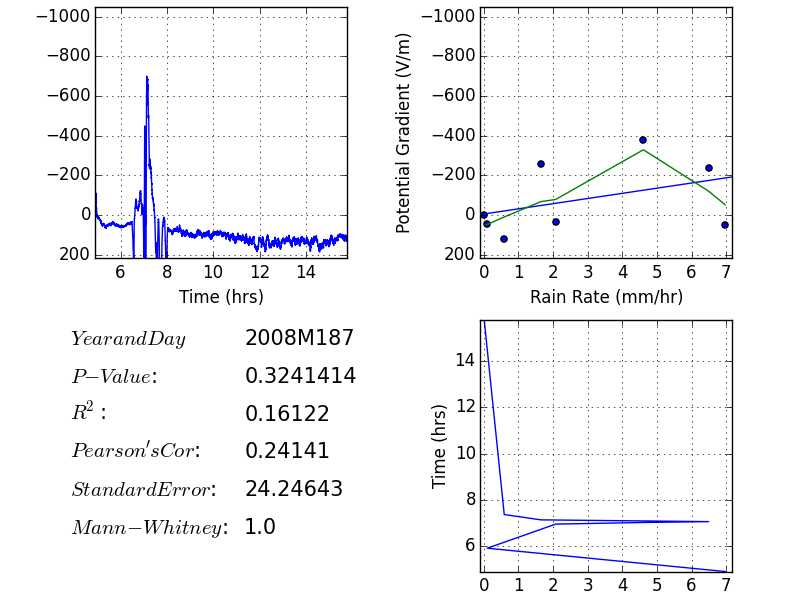 −1000
−800
−600
−400
−200
0
200
6 8 10 12 14
Time (hrs)
Potential Gradient (V/m)
−1000
−800
−600
−400
−200
0
200
0 1 2 3 4 5 6 7
Rain Rate (mm/hr)
YearandDay 2008M187
P−Value: 0.3241414
R²: 0.16122
Pearson'sCor: 0.24141
StandardError: 24.24643
Mann−Whitney: 1.0
Time (hrs)
14
12
10
8
6
0 1 2 3 4 5 6 7